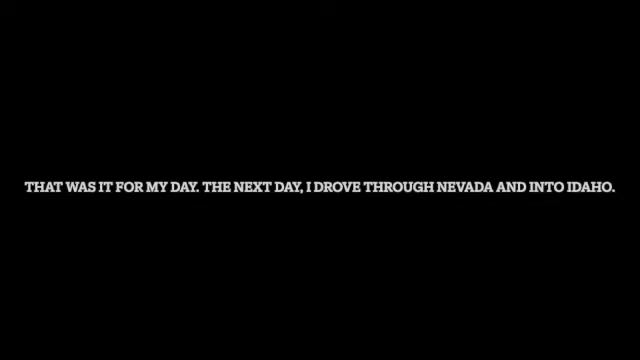 THAT WAS IT FOR MY DAY. THE NEXT DAY, I DROVE THROUGH NEVADA AND INTO IDAHO.